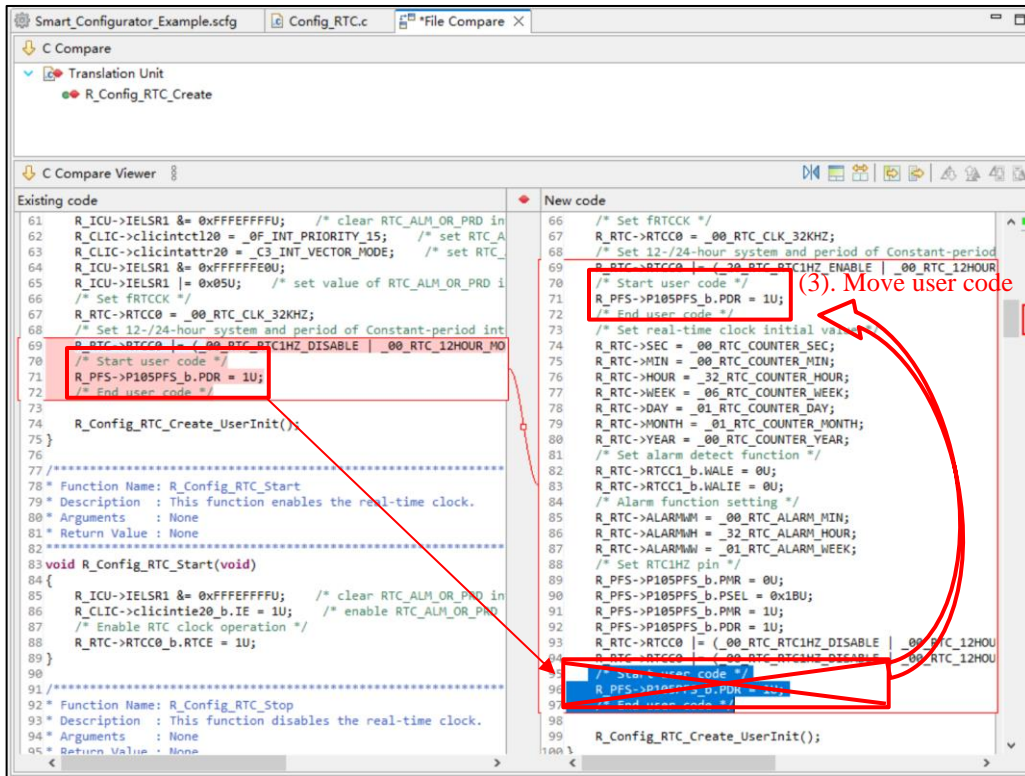 Smart_Configurator_Example.scfg
Config_RTC.c
*File Compare
C Compare
Translation Unit
R_Config_RTC_Create
C Compare Viewer
Existing code
61 R_ICU->IELSR1 &= 0xFFFEFFFFU; /* clear RTC_ALM_OR_PRD in
62 R_CLIC->clicintctl20 = _0F_INT_PRIORITY_15; /* set RTC_A
63 R_CLIC->clicintattr20 = _C3_INT_VECTOR_MODE; /* set RTC_
64 R_ICU->IELSR1 &= 0xFFFFFFE0U;
65 R_ICU->IELSR1 |= 0x05U; /* set value of RTC_ALM_OR_PRD i
66 /* Set fRTCCK */
67 R_RTC->RTCC0 = _00_RTC_CLK_32KHZ;
68 /* Set 12-/24-hour system and period of Constant-period int
69 R_RTC->RTCC0 |= (_00_RTC_RTC1HZ_DISABLE | _00_RTC_12HOUR_MO
70 /* Start user code */
71 R_PFS->P105PFS_b.PDR = 1U;
72 /* End user code */
73
74 R_Config_RTC_Create_UserInit();
75 }
76
77 /***********************************************************
78 * Function Name: R_Config_RTC_Start
79 * Description : This function enables the real-time clock.
80 * Arguments : None
81 * Return Value : None
82 ***********************************************************
83 void R_Config_RTC_Start(void)
84 {
85 R_ICU->IELSR1 &= 0xFFFEFFFFU; /* clear RTC_ALM_OR_PRD in
86 R_CLIC->clicintie20_b.IE = 1U; /* enable RTC_ALM_OR_PRD
87 /* Enable RTC clock operation */
88 R_RTC->RTCC0_b.RTCE = 1U;
89 }
90
91 /***********************************************************
92 * Function Name: R_Config_RTC_Stop
93 * Description : This function disables the real-time clock.
94 * Arguments : None
95 * Return Value : None
New code
66 /* Set fRTCCK */
67 R_RTC->RTCC0 = _00_RTC_CLK_32KHZ;
68 /* Set 12-/24-hour system and period of Constant-period
69 R_RTC->RTCC0 |= (_20_RTC_RTC1HZ_ENABLE | _00_RTC_12HOUR
70 /* Start user code */
71 R_PFS->P105PFS_b.PDR = 1U;
72 /* End user code */
(3). Move user code
73 /* Set real-time clock initial value */
74 R_RTC->SEC = _00_RTC_COUNTER_SEC;
75 R_RTC->MIN = _00_RTC_COUNTER_MIN;
76 R_RTC->HOUR = _32_RTC_COUNTER_HOUR;
77 R_RTC->WEEK = _06_RTC_COUNTER_WEEK;
78 R_RTC->DAY = _01_RTC_COUNTER_DAY;
79 R_RTC->MONTH = _01_RTC_COUNTER_MONTH;
80 R_RTC->YEAR = _00_RTC_COUNTER_YEAR;
81 /* Set alarm detect function */
82 R_RTC->RTCC1_b.WALE = 0U;
83 R_RTC->RTCC1_b.WALIE = 0U;
84 /* Alarm function setting */
85 R_RTC->ALARMWM = _00_RTC_ALARM_MIN;
86 R_RTC->ALARMWH = _32_RTC_ALARM_HOUR;
87 R_RTC->ALARMWW = _01_RTC_ALARM_WEEK;
88 /* Set RTC1HZ pin */
89 R_PFS->P105PFS_b.PMR = 0U;
90 R_PFS->P105PFS_b.PSEL = 0x1BU;
91 R_PFS->P105PFS_b.PMR = 1U;
92 R_PFS->P105PFS_b.PDR = 1U;
93 R_RTC->RTCC0 |= (_00_RTC_RTC1HZ_DISABLE | _00_RTC_12HOU
94 R_RTC->RTCC0 |= (_00_RTC_RTC1HZ_DISABLE | _00_RTC_12HOU
95 /* Start user code */
96 R_PFS->P105PFS_b.PDR = 1U;
97 /* End user code */
98
99 R_Config_RTC_Create_UserInit();
100 }